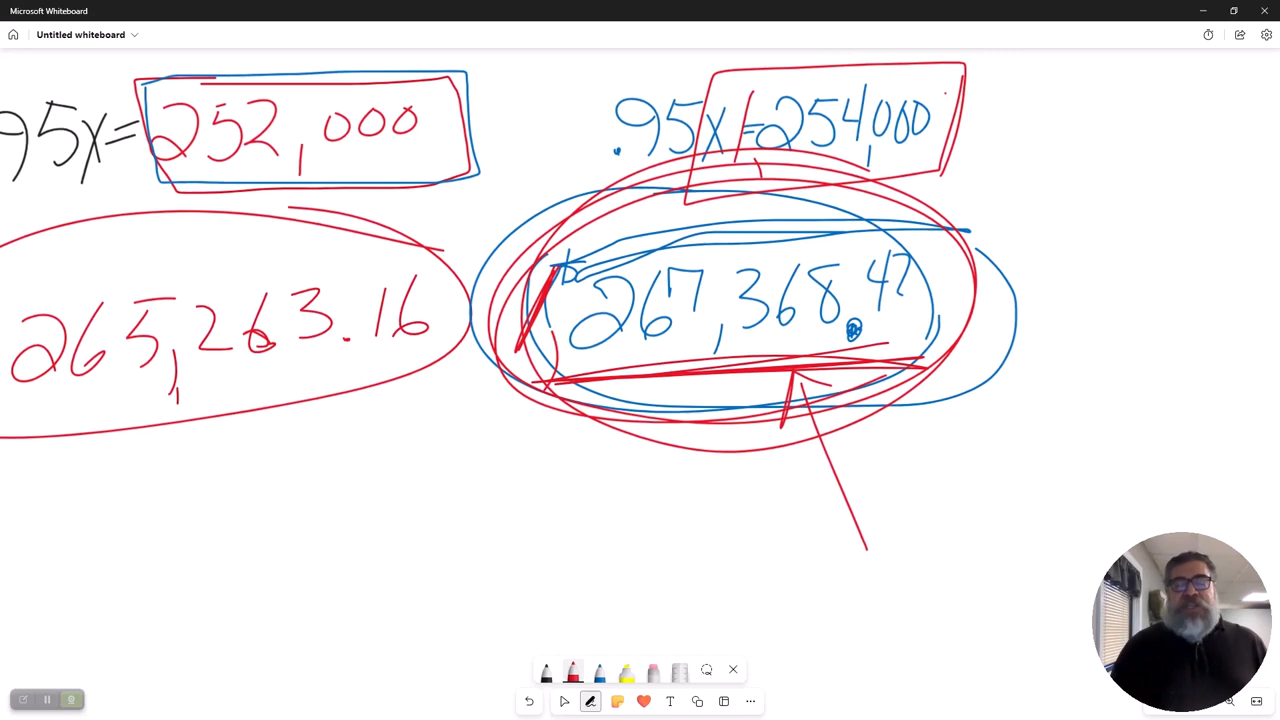 Microsoft Whiteboard
Untitled whiteboard
95x= 252,000
.95x = 254,000
265,263.16
267,368.42
T